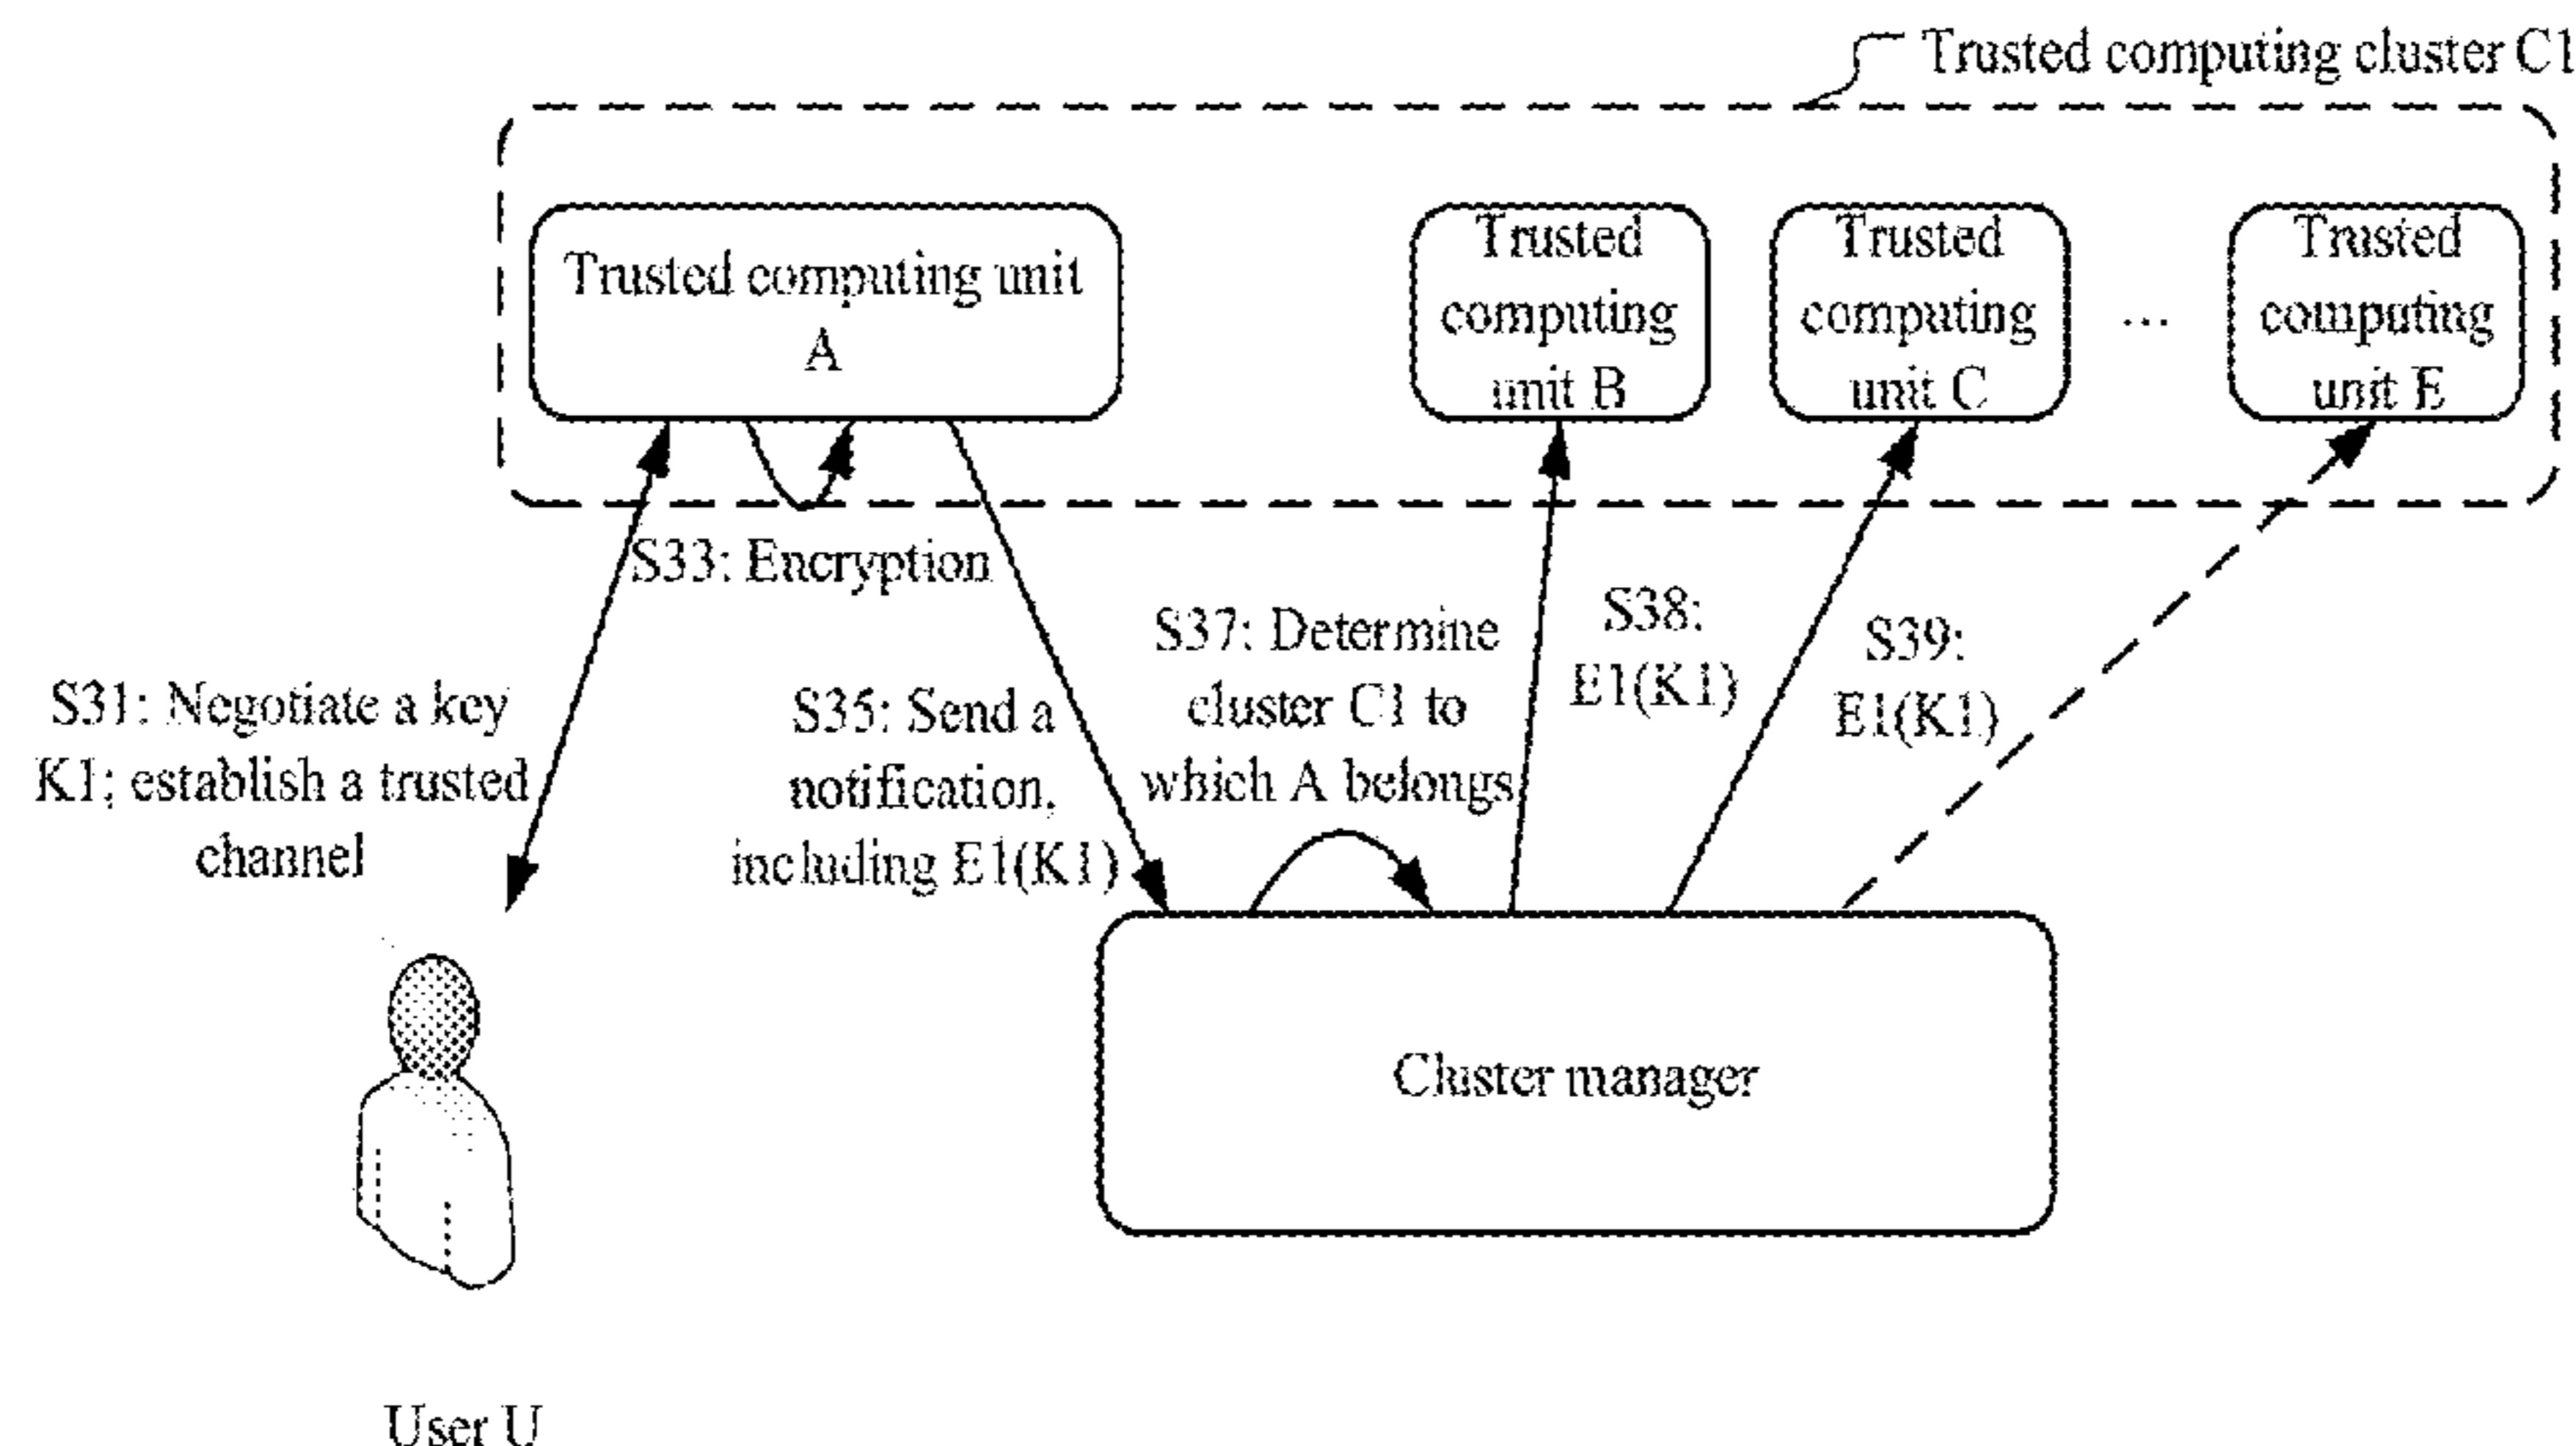 Trusted computing cluster C1
Trusted computing unit
A
Trusted
computing
unit B
Trusted
computing
unit C
...
Trusted
computing
unit E
S33: Encryption
S31: Negotiate a key
K1; establish a trusted
channel
S35: Send a
notification,
including E1(K1)
S37: Determine
cluster C1 to
which A belongs
S38:
E1(K1)
S39:
E1(K1)
Cluster manager
User U